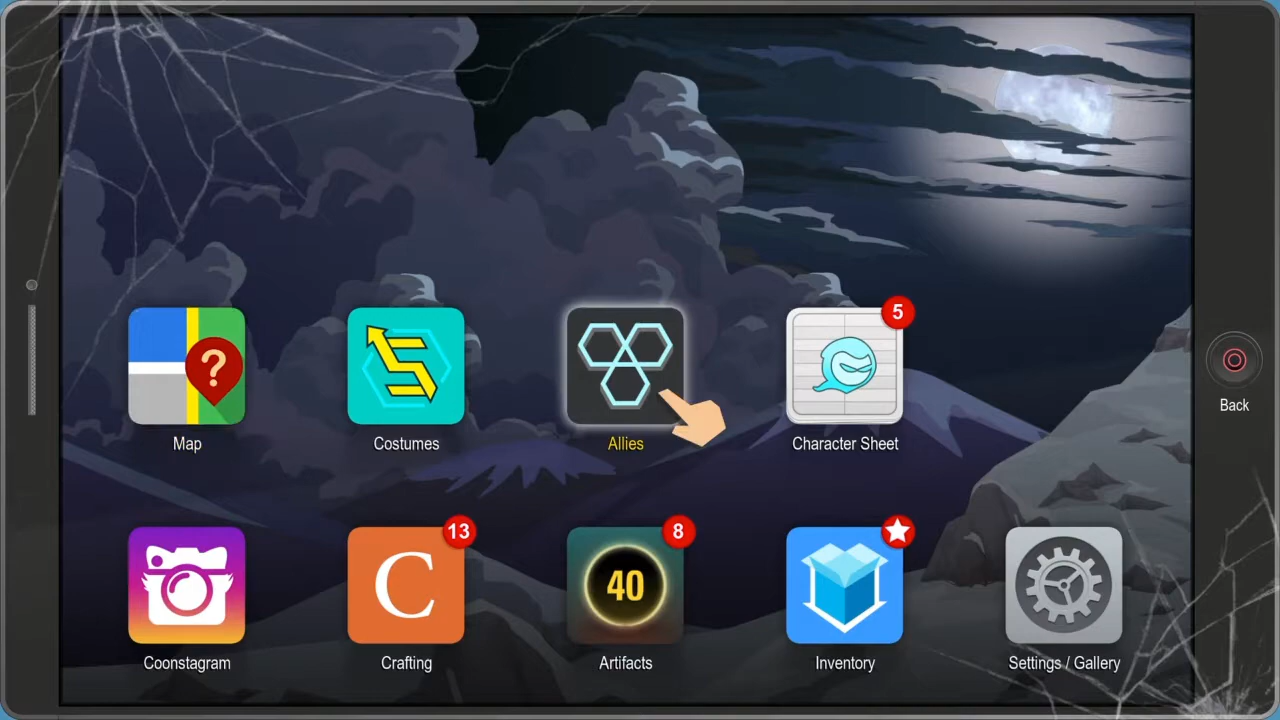 5
?
Map
Costumes
Allies
Character Sheet
Back
13
8
C
40
Coonstagram
Crafting
Artifacts
Inventory
Settings / Gallery